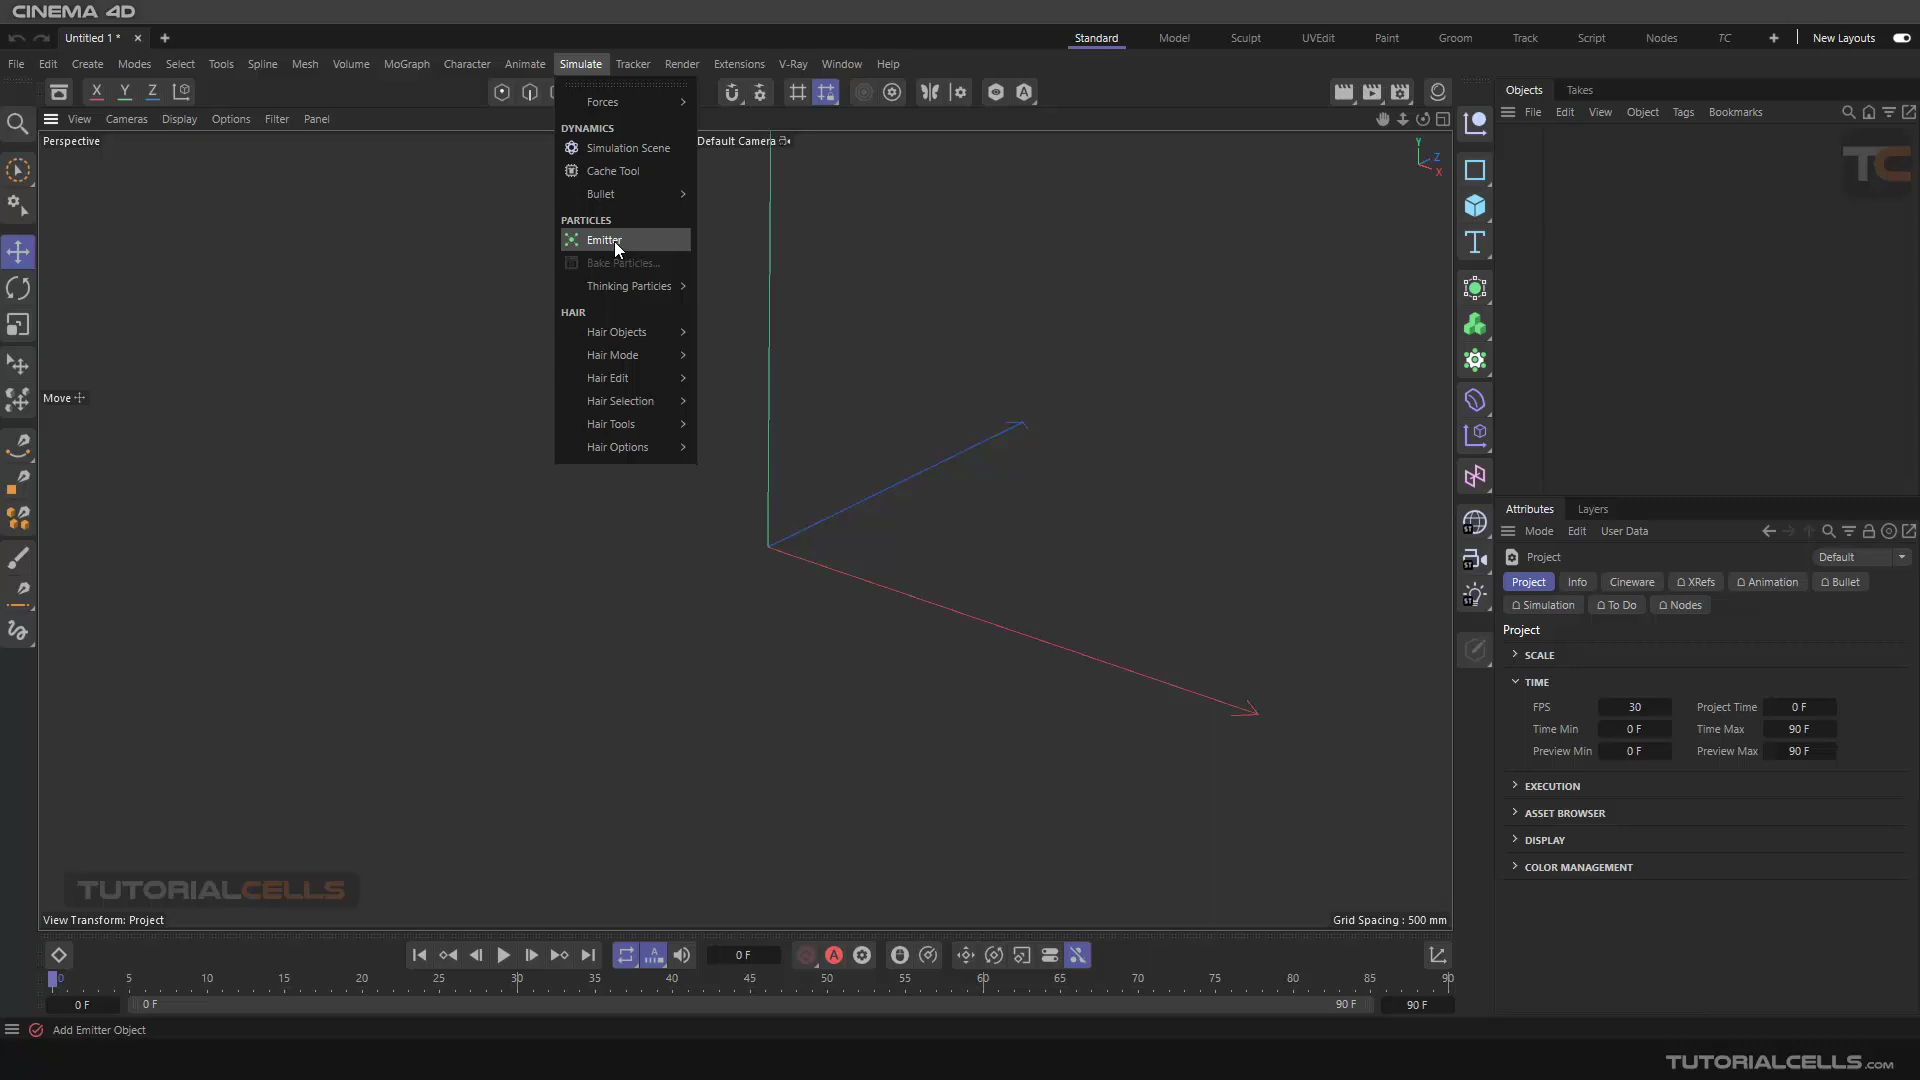 CINEMA 4D
Untitled 1 *
Standard
Model
Sculpt
UVEdit
Paint
Groom
Track
Script
Nodes
TC
New Layouts
File Edit Create Modes Select Tools Spline Mesh Volume MoGraph Character Animate Simulate Tracker Render Extensions V-Ray Window Help
X Y Z
View Cameras Display Options Filter Panel
Perspective
Default Camera
Forces
DYNAMICS
Simulation Scene
Cache Tool
Bullet
PARTICLES
Emitter
Bake Particles...
Thinking Particles
HAIR
Hair Objects
Hair Mode
Hair Edit
Hair Selection
Hair Tools
Hair Options
Move
Y
Z
X
Objects Takes
File Edit View Object Tags Bookmarks
TC
Attributes Layers
Mode Edit User Data
Project
Default
Project Info Cineware XRefs Animation Bullet
Simulation To Do Nodes
Project
SCALE
TIME
FPS 30 Project Time 0 F
Time Min 0 F Time Max 90 F
Preview Min 0 F Preview Max 90 F
EXECUTION
ASSET BROWSER
DISPLAY
COLOR MANAGEMENT
TUTORIALCELLS
View Transform: Project
Grid Spacing : 500 mm
0 F
0 5 10 15 20 25 30 35 40 45 50 55 60 65 70 75 80 85 90
0 F 0 F 90 F 90 F
Add Emitter Object
TUTORIALCELLS.COM